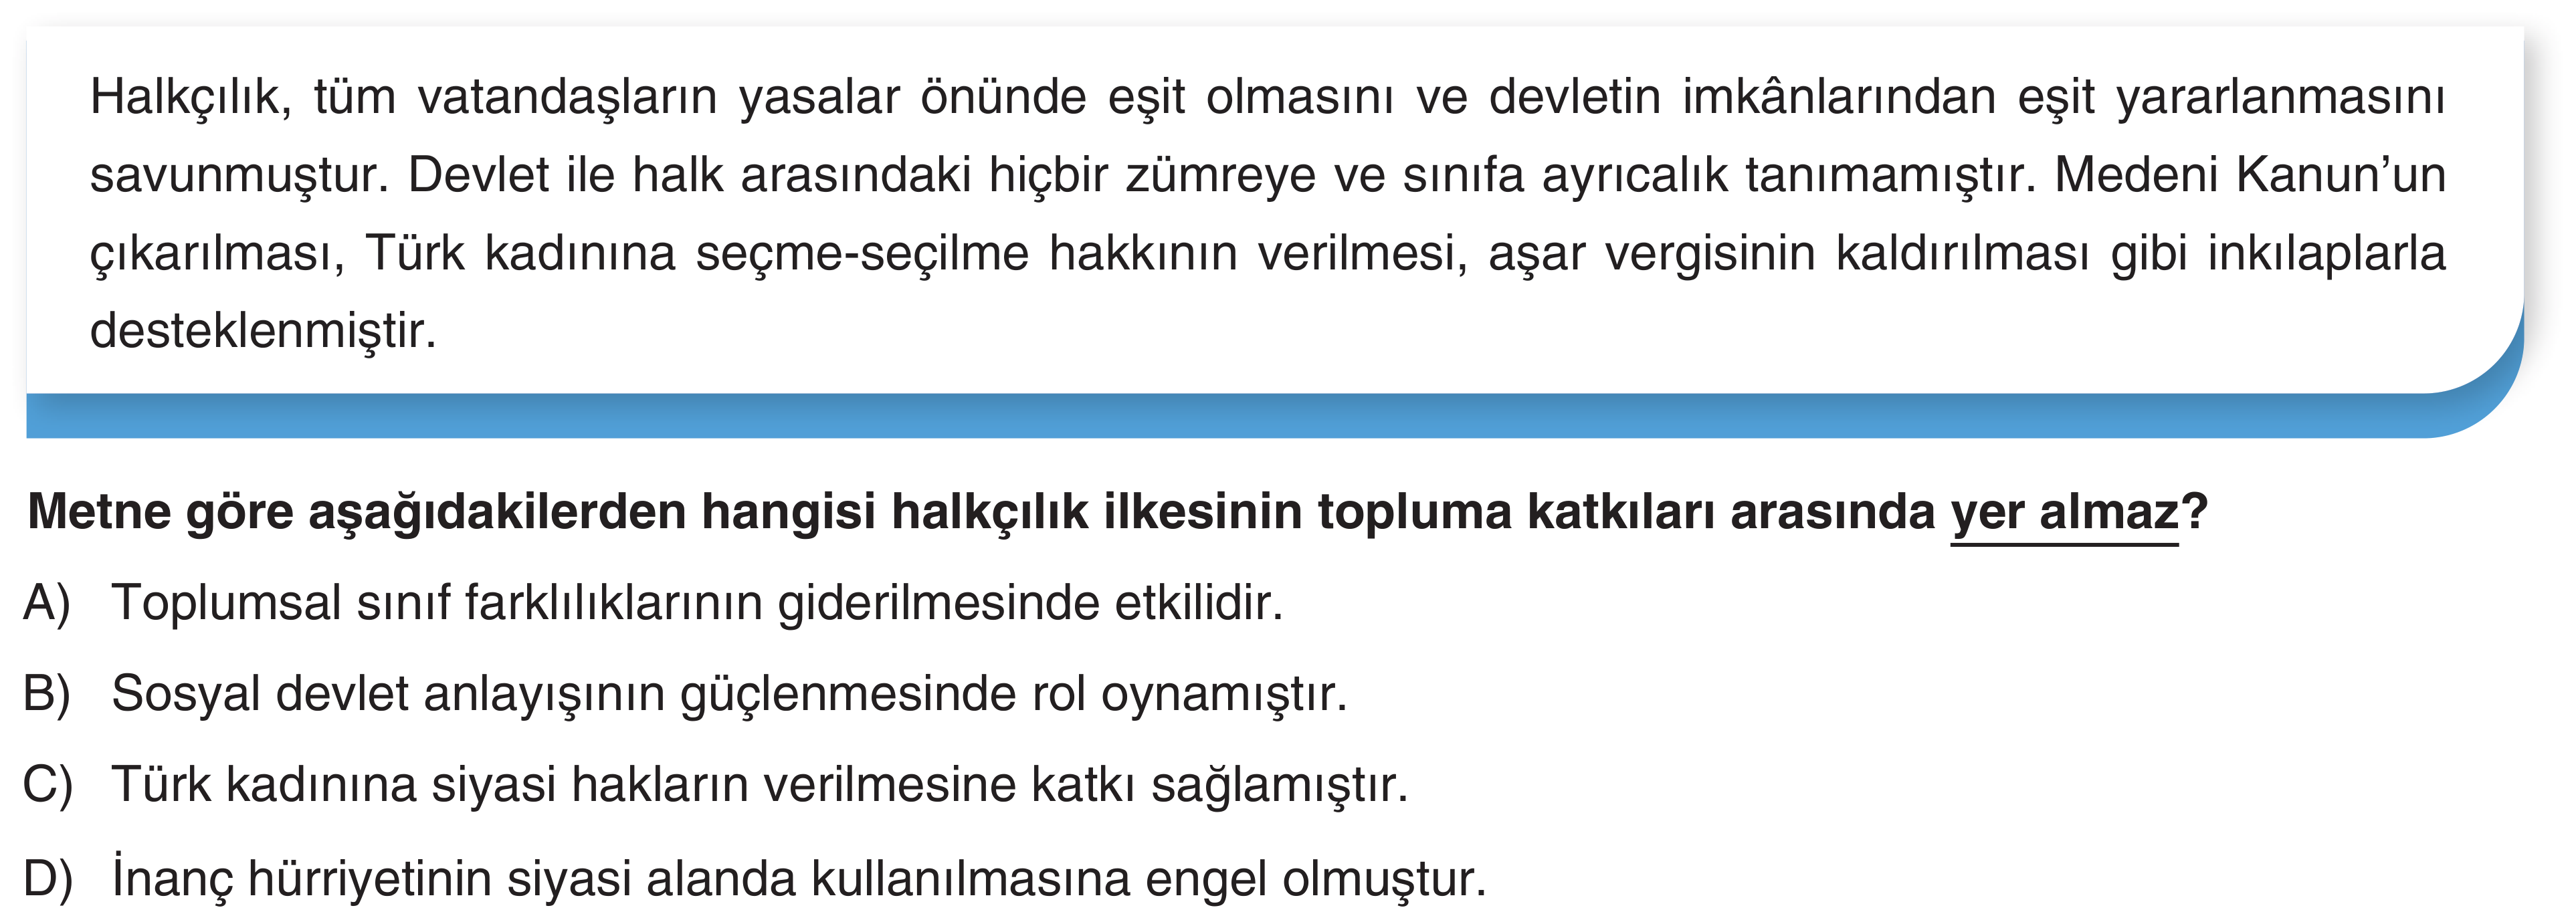 Halkçılık, tüm vatandaşların yasalar önünde eşit olmasını ve devletin imkânlarından eşit yararlanmasını
savunmuştur. Devlet ile halk arasındaki hiçbir zümreye ve sınıfa ayrıcalık tanımamıştır. Medeni Kanun’un
çıkarılması, Türk kadınına seçme-seçilme hakkının verilmesi, aşar vergisinin kaldırılması gibi inkılaplarla
desteklenmiştir.
Metne göre aşağıdakilerden hangisi halkçılık ilkesinin topluma katkıları arasında yer almaz?
A) Toplumsal sınıf farklılıklarının giderilmesinde etkilidir.
B) Sosyal devlet anlayışının güçlenmesinde rol oynamıştır.
C) Türk kadınına siyasi hakların verilmesine katkı sağlamıştır.
D) İnanç hürriyetinin siyasi alanda kullanılmasına engel olmuştur.